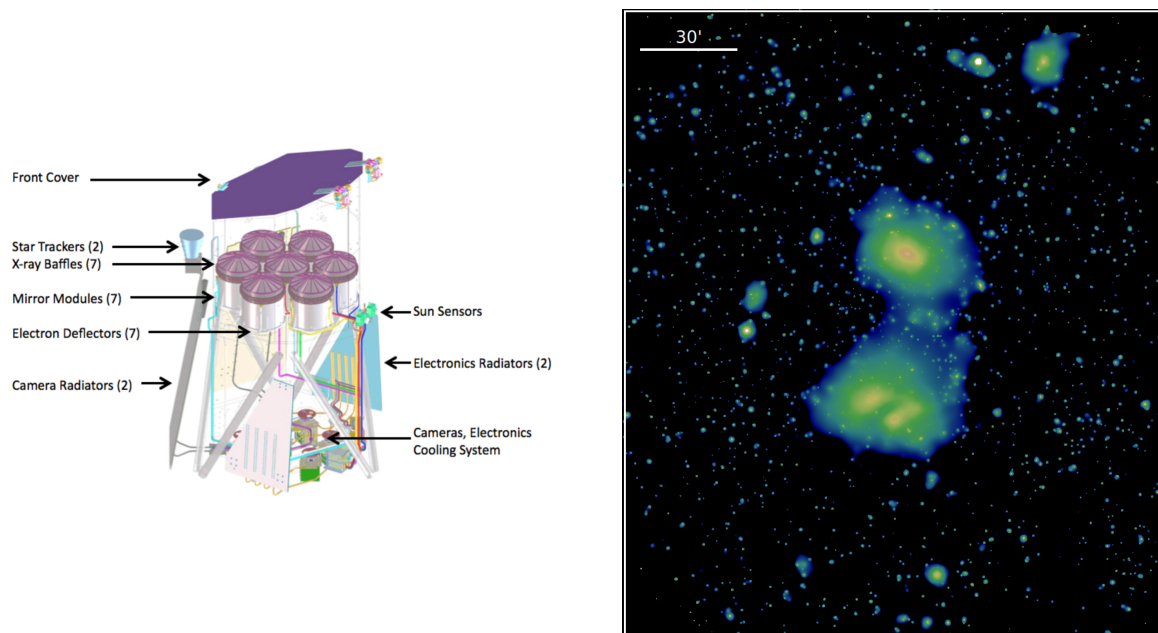 Front Cover
Star Trackers (2)
X-ray Baffles (7)
Mirror Modules (7)
Electron Deflectors (7)
Camera Radiators (2)
Sun Sensors
Electronics Radiators (2)
Cameras, Electronics
Cooling System
30'